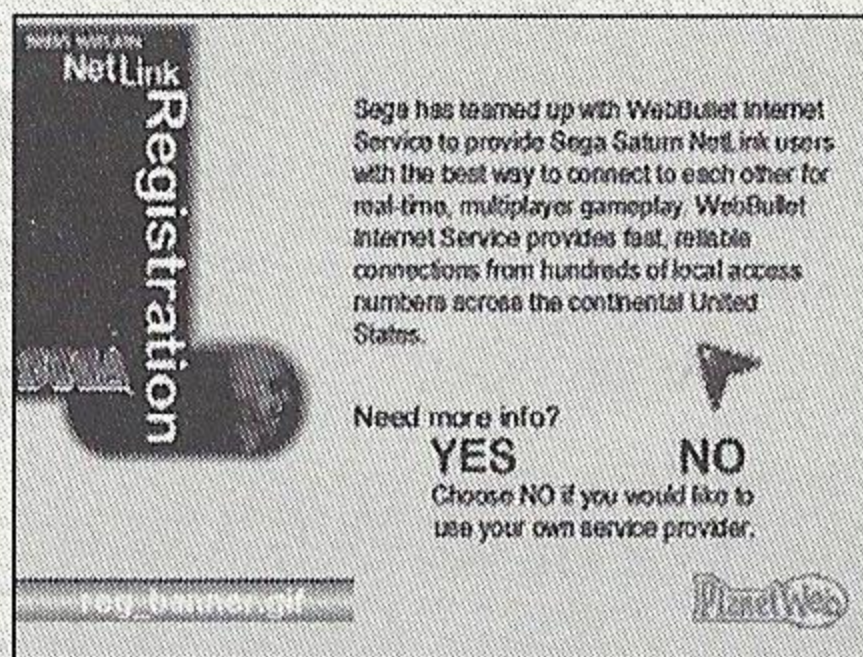 NetLink
Registration
Sega has teamed up with WebBullet Internet
Service to provide Sega Saturn NetLink users
with the best way to connect to each other for
real-time, multiplayer gameplay. WebBullet
Internet Service provides fast, reliable
connections from hundreds of local access
numbers across the continental United
States.
Need more info?
YES NO
Choose NO if you would like to
use your own service provider.
SEGA
reg_banner.gif
PlanetWeb